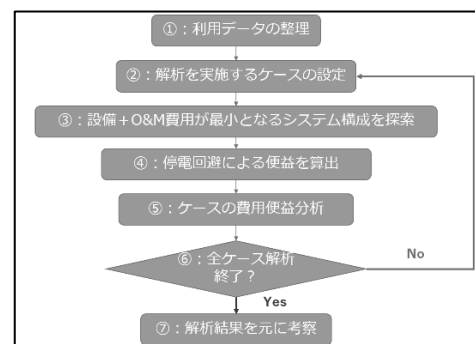 ①：利用データの整理
②：解析を実施するケースの設定
③：設備＋O&M費用が最小となるシステム構成を探索
④：停電回避による便益を算出
⑤：ケースの費用便益分析
⑥：全ケース解析
終了？
No
Yes
⑦：解析結果を元に考察